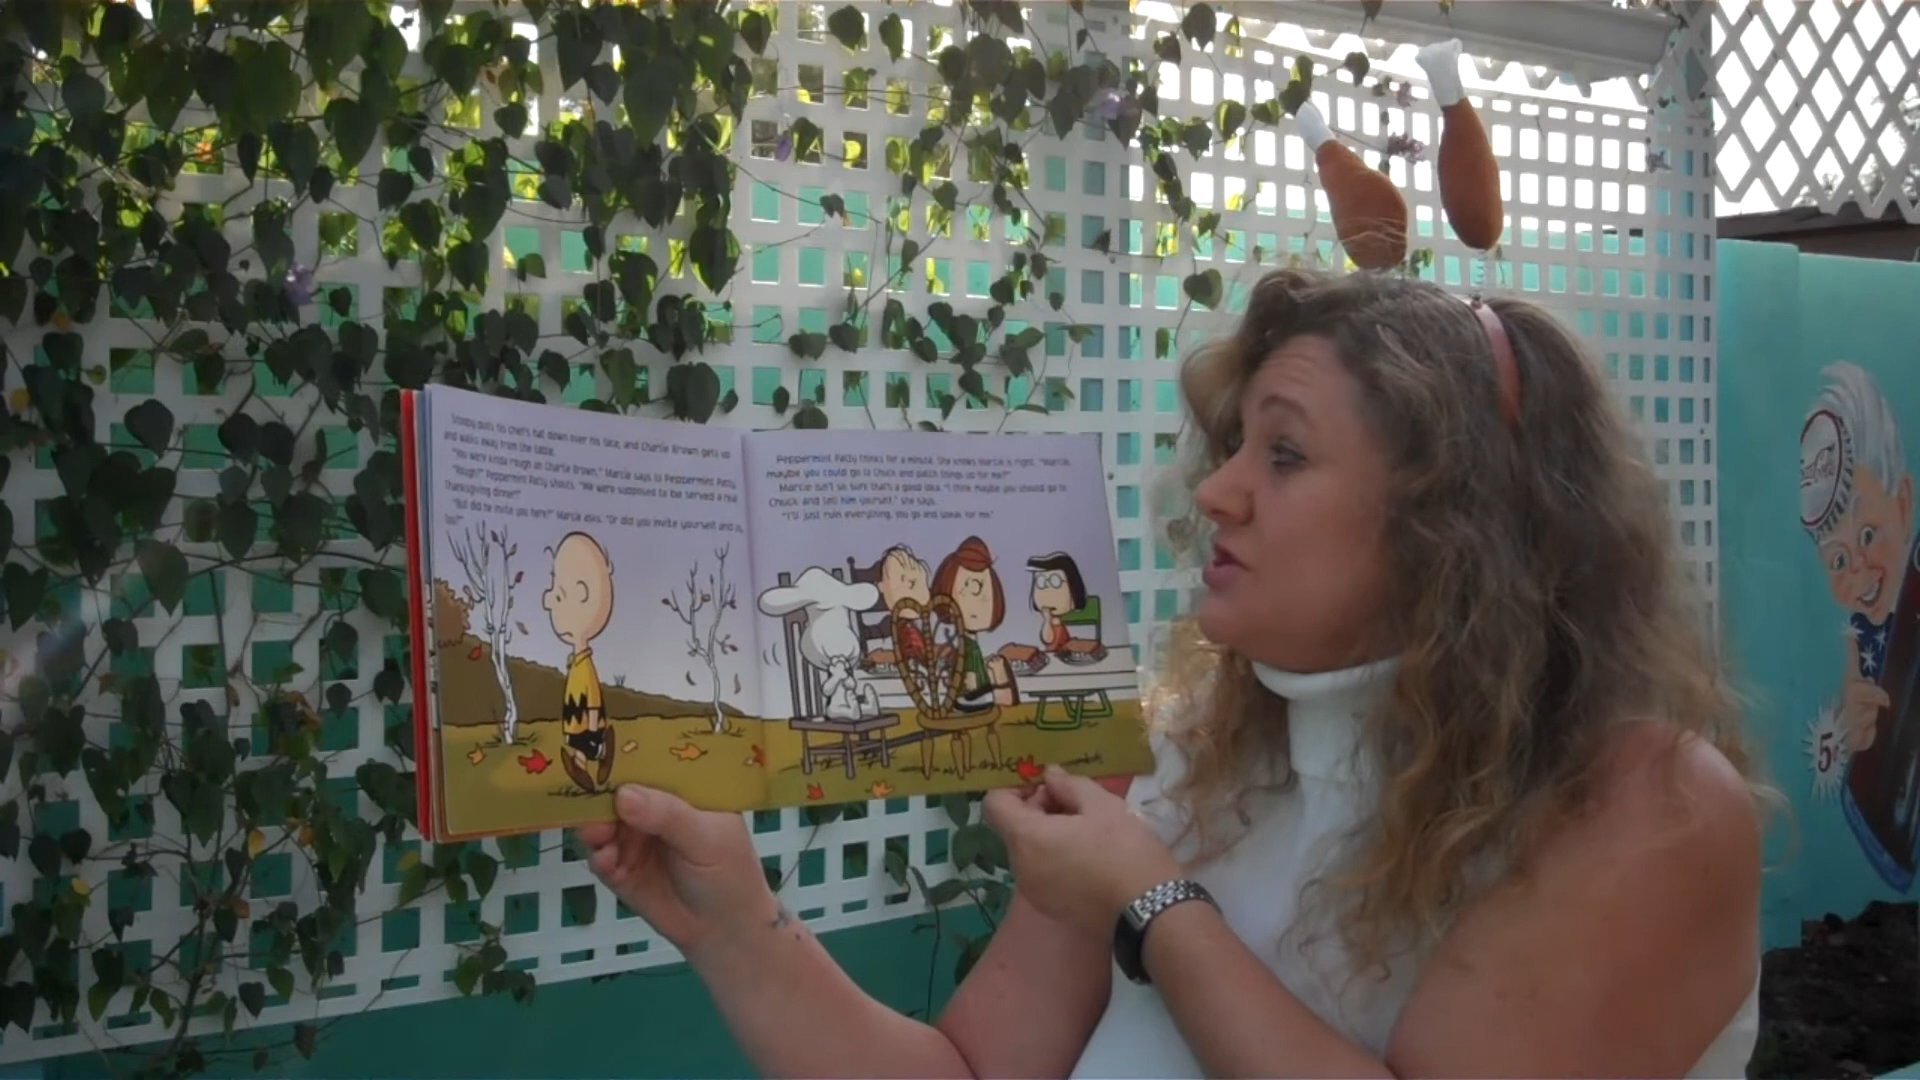 Snoopy pulls his chef's hat down over his face, and Charlie Brown gets up
and walks away from the table.
"You were kinda rough on Charlie Brown," Marcie says to Peppermint Patty.
"Rough?" Peppermint Patty shouts. "We were supposed to be served a real
Thanksgiving dinner!"
"But did he invite you here?" Marcie asks. "Or did you invite yourself and us,
too?"
Peppermint Patty thinks for a minute. She knows Marcie is right. "Marcie,
maybe you could go to Chuck and patch things up for me?"
Marcie isn't so sure that's a good idea. "I think maybe you should go to
Chuck and tell him yourself," she says.
"I'll just ruin everything. You go and speak for me."
5¢